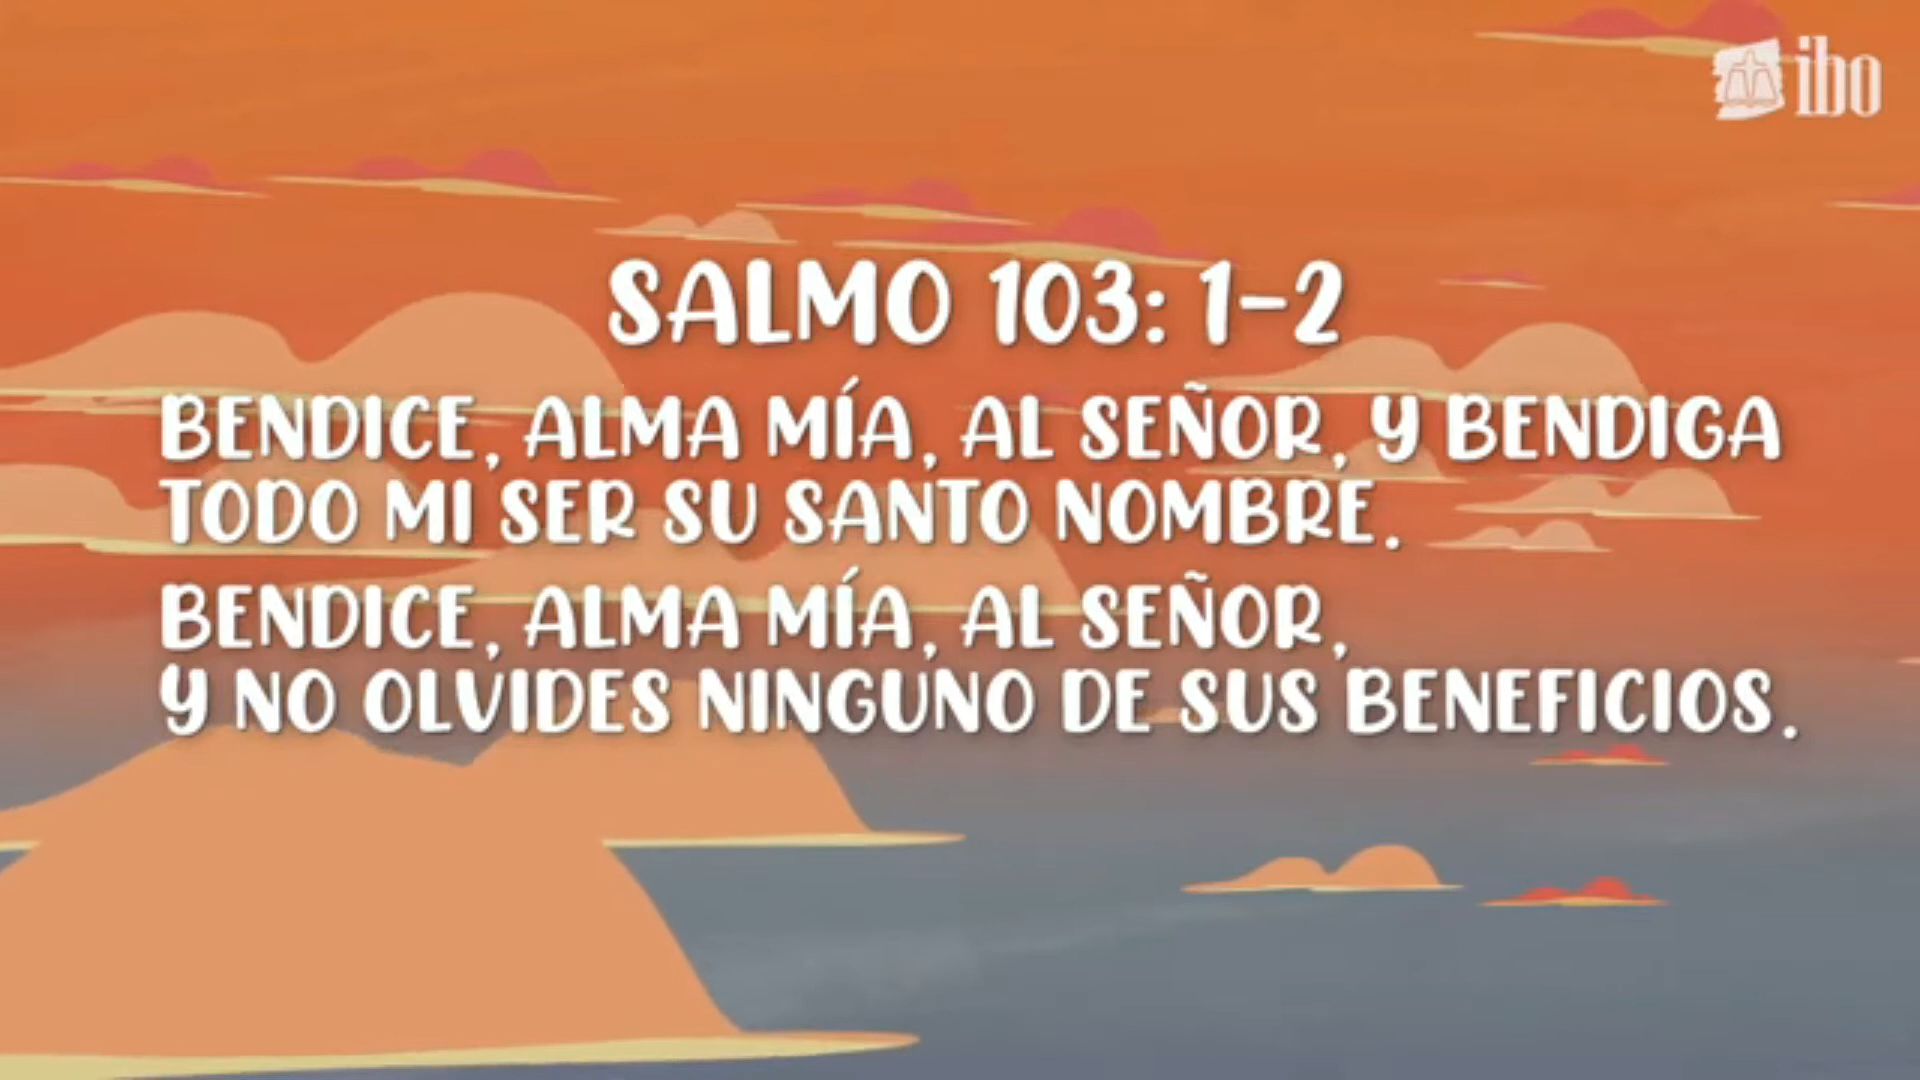 ibo
SALMO 103: 1-2
BENDICE, ALMA MÍA, AL SEÑOR, Y BENDIGA
TODO MI SER SU SANTO NOMBRE.
BENDICE, ALMA MÍA, AL SEÑOR,
Y NO OLVIDES NINGUNO DE SUS BENEFICIOS.